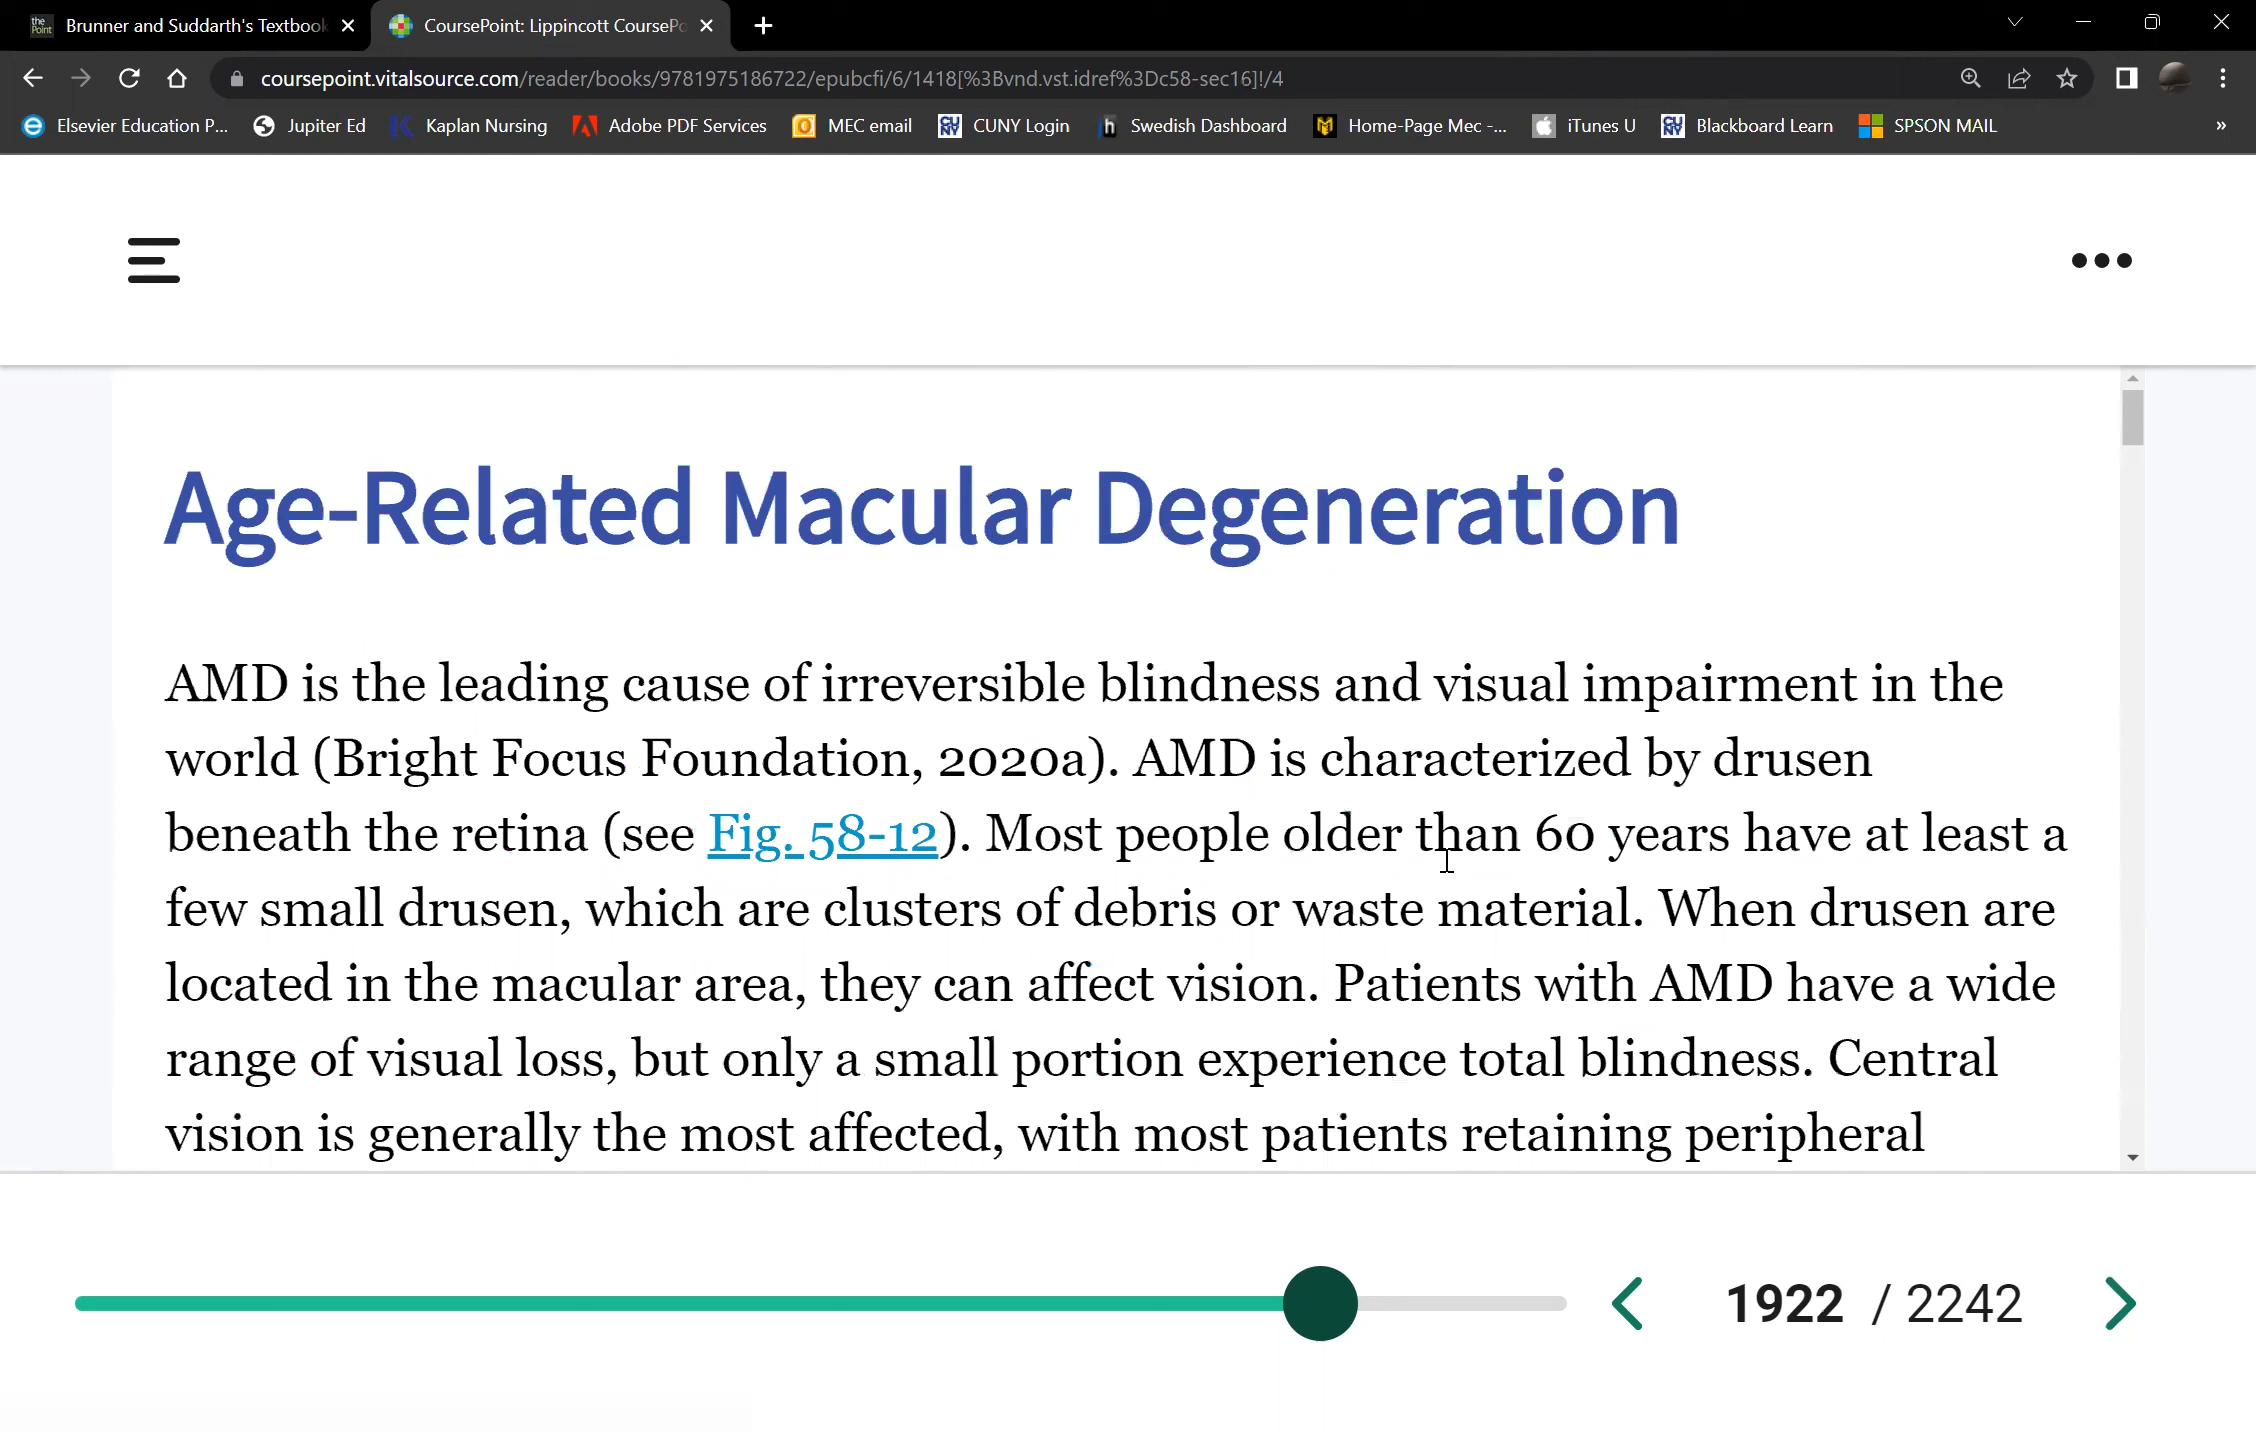 Brunner and Suddarth's Textbook
CoursePoint: Lippincott CoursePo
coursepoint.vitalsource.com/reader/books/9781975186722/epubcfi/6/1418[%3Bvnd.vst.idref%3Dc58-sec16]!/4
Elsevier Education P... Jupiter Ed Kaplan Nursing Adobe PDF Services MEC email CUNY Login Swedish Dashboard Home-Page Mec -... iTunes U Blackboard Learn SPSON MAIL »
Age-Related Macular Degeneration
AMD is the leading cause of irreversible blindness and visual impairment in the
world (Bright Focus Foundation, 2020a). AMD is characterized by drusen
beneath the retina (see Fig. 58-12). Most people older than 60 years have at least a
few small drusen, which are clusters of debris or waste material. When drusen are
located in the macular area, they can affect vision. Patients with AMD have a wide
range of visual loss, but only a small portion experience total blindness. Central
vision is generally the most affected, with most patients retaining peripheral
1922 / 2242